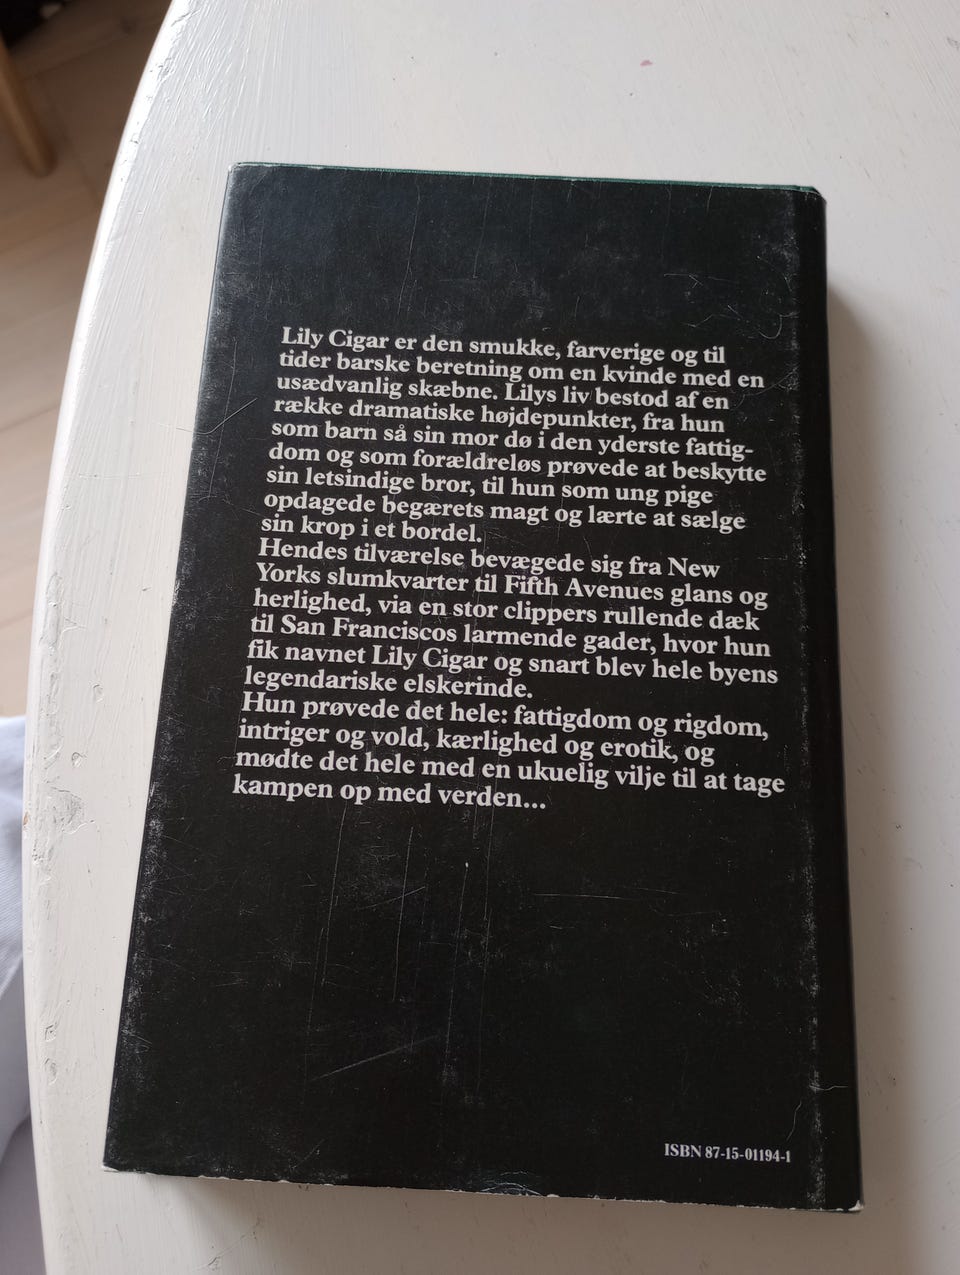 Lily Cigar er den smukke, farverige og til
tider barske beretning om en kvinde med en
usædvanlig skæbne. Lilys liv bestod af en
række dramatiske højdepunkter, fra hun
som barn så sin mor dø i den yderste fattig-
dom og som forældreløs prøvede at beskytte
sin letsindige bror, til hun som ung pige
opdagede begærets magt og lærte at sælge
sin krop i et bordel.
Hendes tilværelse bevægede sig fra New
Yorks slumkvarter til Fifth Avenues glans og
herlighed, via en stor clippers rullende dæk
til San Franciscos larmende gader, hvor hun
fik navnet Lily Cigar og snart blev hele byens
legendariske elskerinde.
Hun prøvede det hele: fattigdom og rigdom,
intriger og vold, kærlighed og erotik, og
mødte det hele med en ukuelig vilje til at tage
kampen op med verden...
ISBN 87-15-01194-1